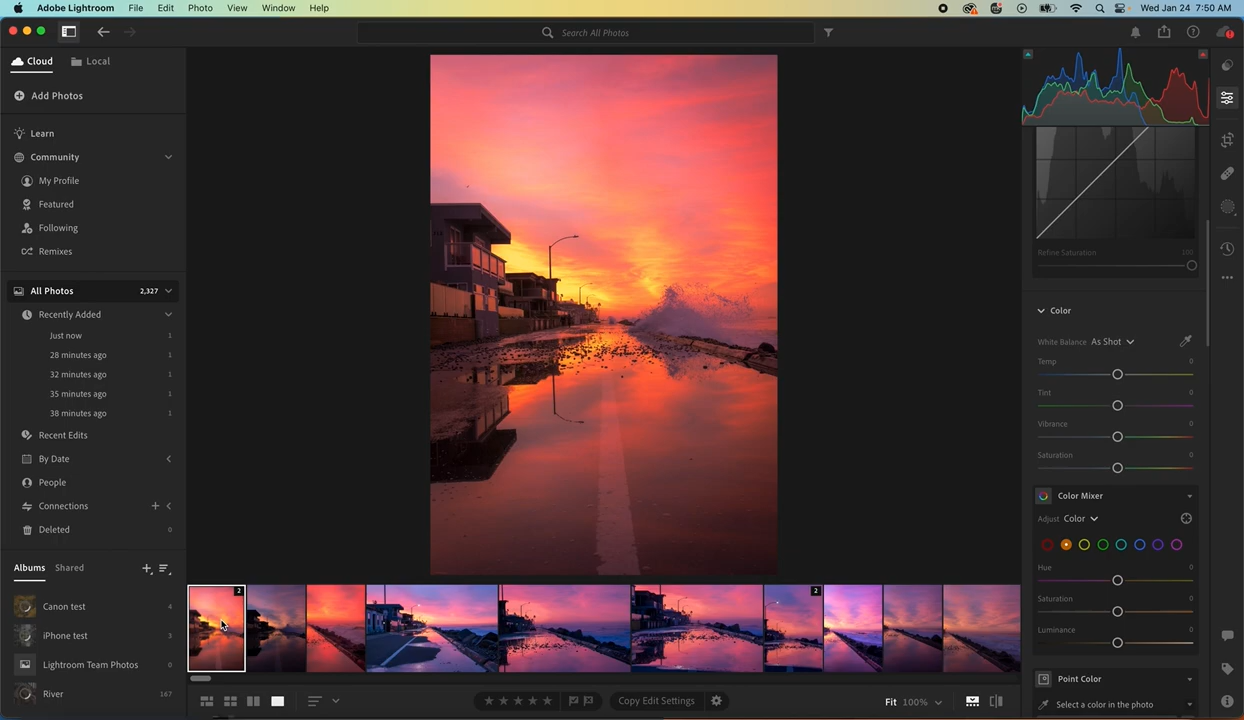 Adobe Lightroom File Edit Photo View Window Help Wed Jan 24 7:50 AM
Search All Photos
Cloud Local
Add Photos
Learn
Community
My Profile
Featured
Following
Remixes
All Photos 2,327
Recently Added
Just now 1
28 minutes ago 1
32 minutes ago 1
35 minutes ago 1
38 minutes ago 1
Recent Edits
By Date
People
Connections
Deleted 0
Albums Shared
Canon test 4
iPhone test 3
Lightroom Team Photos 0
River 167
2
2
Copy Edit Settings
Fit 100%
Refine Saturation 100
Color
White Balance As Shot
Temp 0
Tint 0
Vibrance 0
Saturation 0
Color Mixer
Adjust Color
Hue 0
Saturation 0
Luminance 0
Point Color
Select a color in the photo